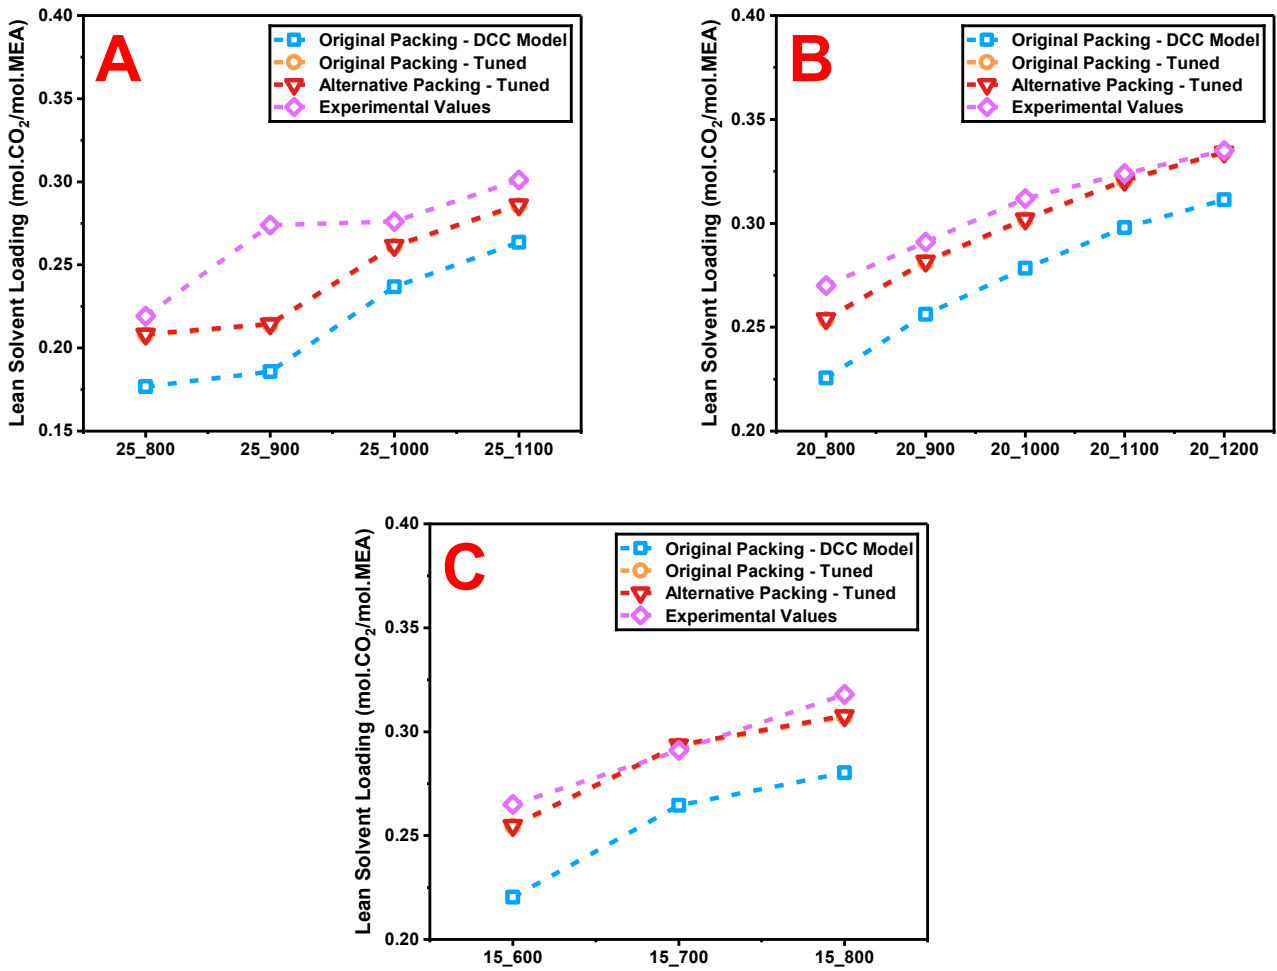 A
Lean Solvent Loading (mol.CO₂/mol.MEA)
0.40
0.35
0.30
0.25
0.20
0.15
Original Packing - DCC Model
Original Packing - Tuned
Alternative Packing - Tuned
Experimental Values
25_800 25_900 25_1000 25_1100
B
Lean Solvent Loading (mol.CO₂/mol.MEA)
0.40
0.35
0.30
0.25
0.20
Original Packing - DCC Model
Original Packing - Tuned
Alternative Packing - Tuned
Experimental Values
20_800 20_900 20_1000 20_1100 20_1200
C
Lean Solvent Loading (mol.CO₂/mol.MEA)
0.40
0.35
0.30
0.25
0.20
Original Packing - DCC Model
Original Packing - Tuned
Alternative Packing - Tuned
Experimental Values
15_600 15_700 15_800